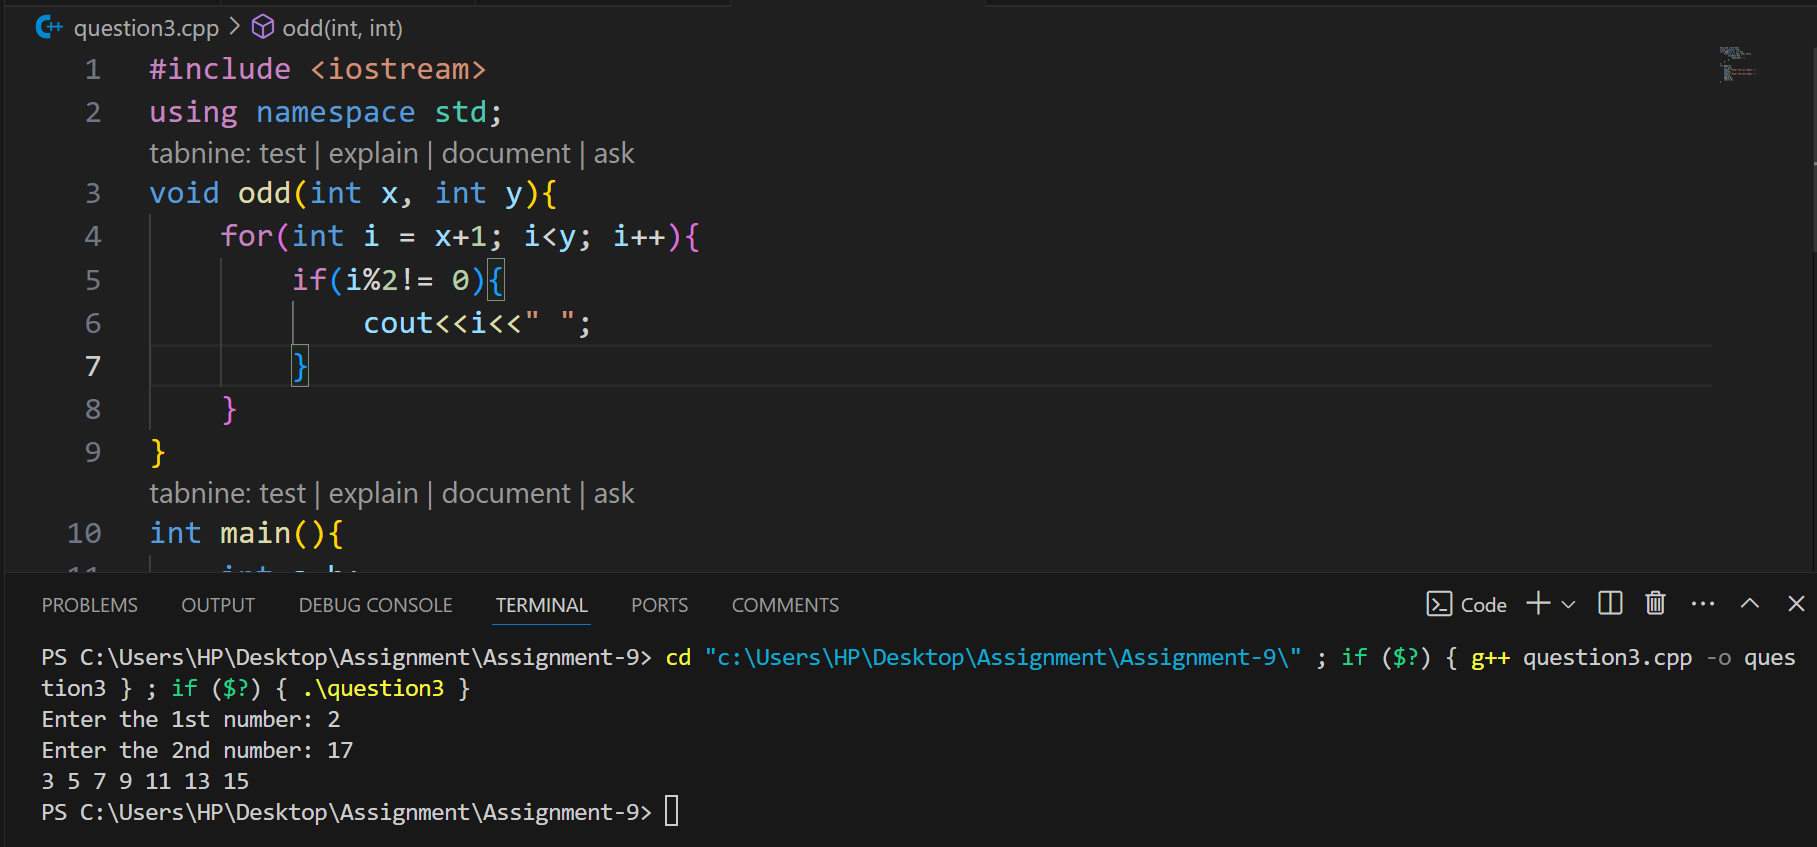 question3.cpp > odd(int, int)
1 #include <iostream>
2 using namespace std;
tabnine: test | explain | document | ask
3 void odd(int x, int y){
4 for(int i = x+1; i<y; i++){
5 if(i%2!= 0){
6 cout<<i<<" ";
7 }
8 }
9 }
tabnine: test | explain | document | ask
10 int main(){
11
PROBLEMS OUTPUT DEBUG CONSOLE TERMINAL PORTS COMMENTS Code
PS C:\Users\HP\Desktop\Assignment\Assignment-9> cd "c:\Users\HP\Desktop\Assignment\Assignment-9\" ; if ($?) { g++ question3.cpp -o ques
tion3 } ; if ($?) { .\question3 }
Enter the 1st number: 2
Enter the 2nd number: 17
3 5 7 9 11 13 15
PS C:\Users\HP\Desktop\Assignment\Assignment-9>